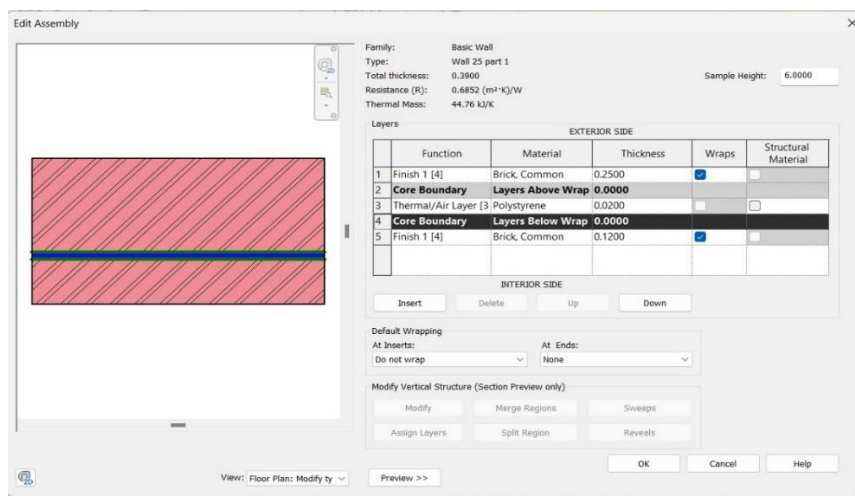 Edit Assembly
Family: Basic Wall
Type: Wall 25 part 1
Total thickness: 0.3900 Sample Height: 6.0000
Resistance (R): 0.6852 (m²·K)/W
Thermal Mass: 44.76 kJ/K
Layers
EXTERIOR SIDE
Function Material Thickness Wraps Structural Material
1 Finish 1 [4] Brick, Common 0.2500
2 Core Boundary Layers Above Wrap 0.0000
3 Thermal/Air Layer [3 Polystyrene 0.0200
4 Core Boundary Layers Below Wrap 0.0000
5 Finish 1 [4] Brick, Common 0.1200
INTERIOR SIDE
Insert Delete Up Down
Default Wrapping
At Inserts: At Ends:
Do not wrap None
Modify Vertical Structure (Section Preview only)
Modify Merge Regions Sweeps
Assign Layers Split Region Reveals
OK Cancel Help
View: Floor Plan: Modify ty Preview >>